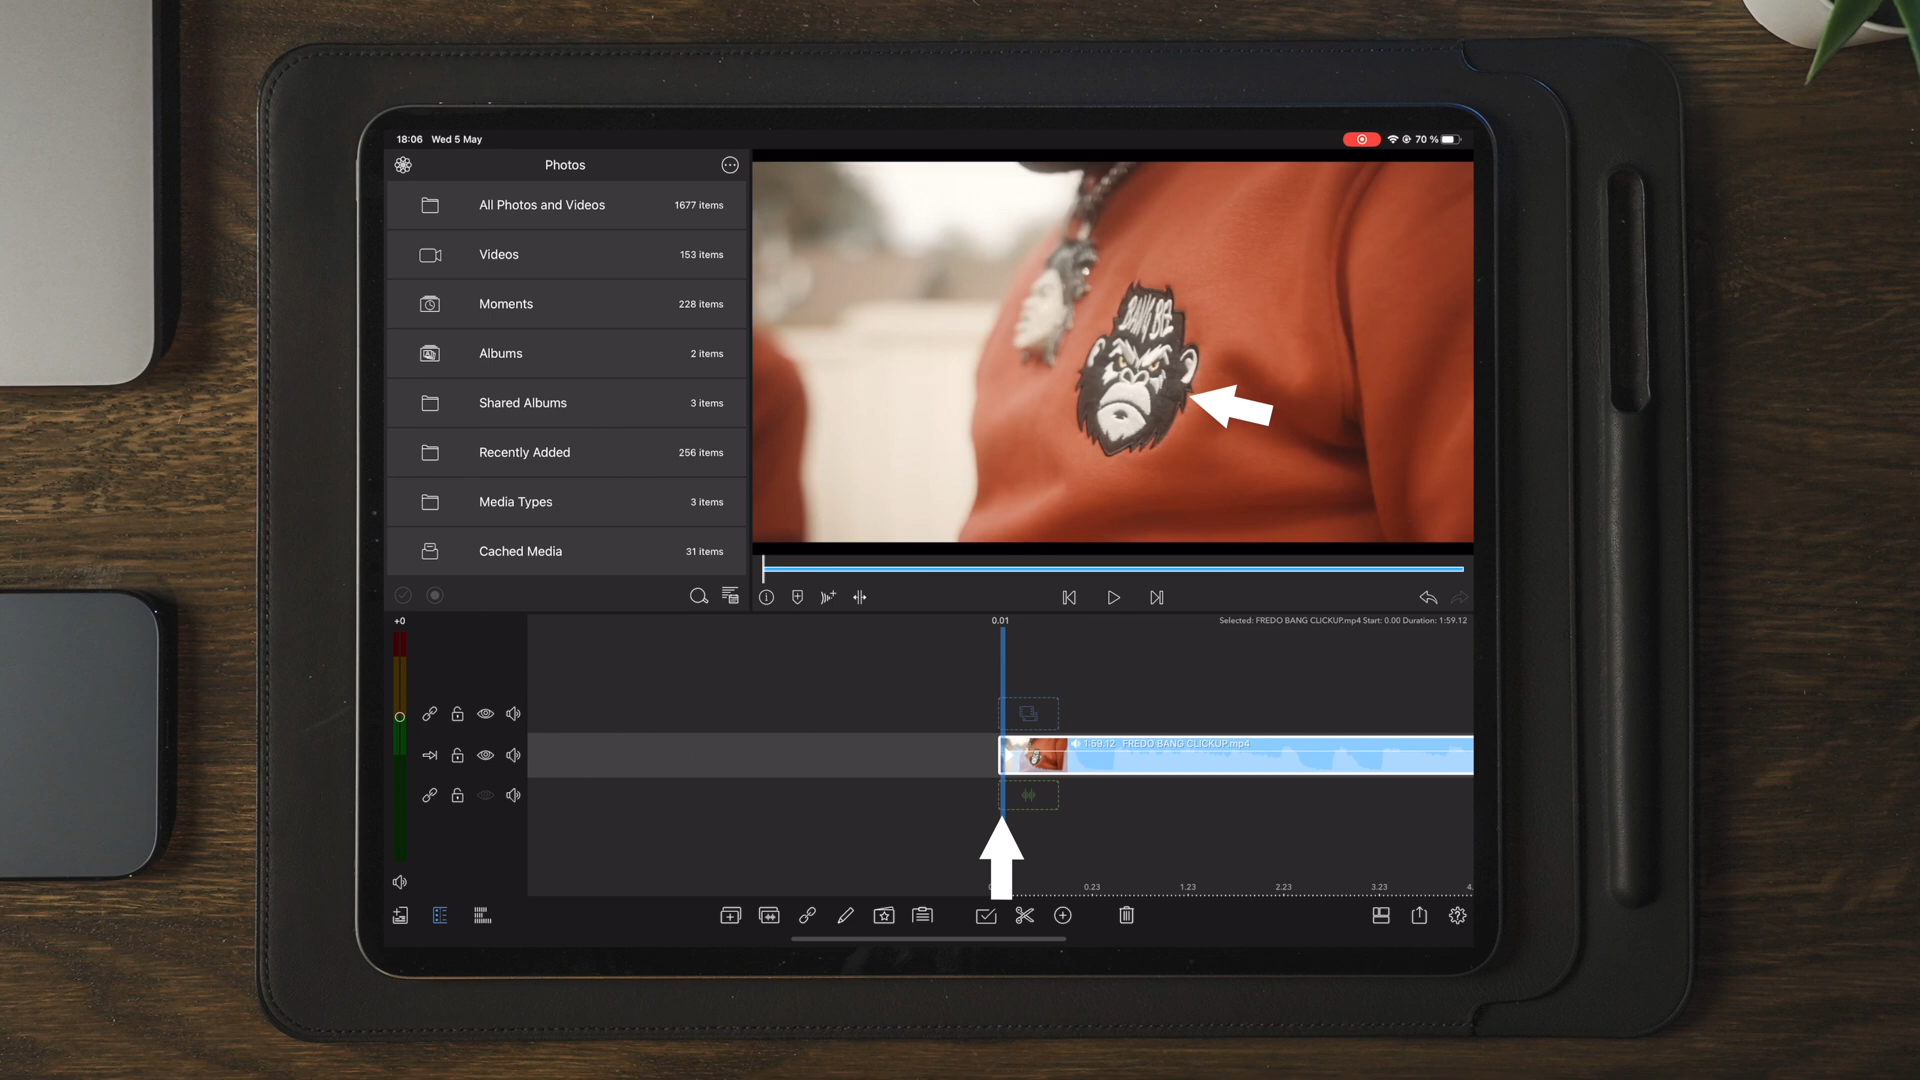 18:06 Wed 5 May
70 %
Photos
All Photos and Videos 1677 items
Videos 153 items
Moments 228 items
Albums 2 items
Shared Albums 3 items
Recently Added 256 items
Media Types 3 items
Cached Media 31 items
BANG BIZ
+0
0.01
Selected: FREDO BANG CLICKUP.mp4 Start: 0.00 Duration: 1:59.12
1:59.12 FREDO BANG CLICKUP.mp4
0.23 1.23 2.23 3.23 4.